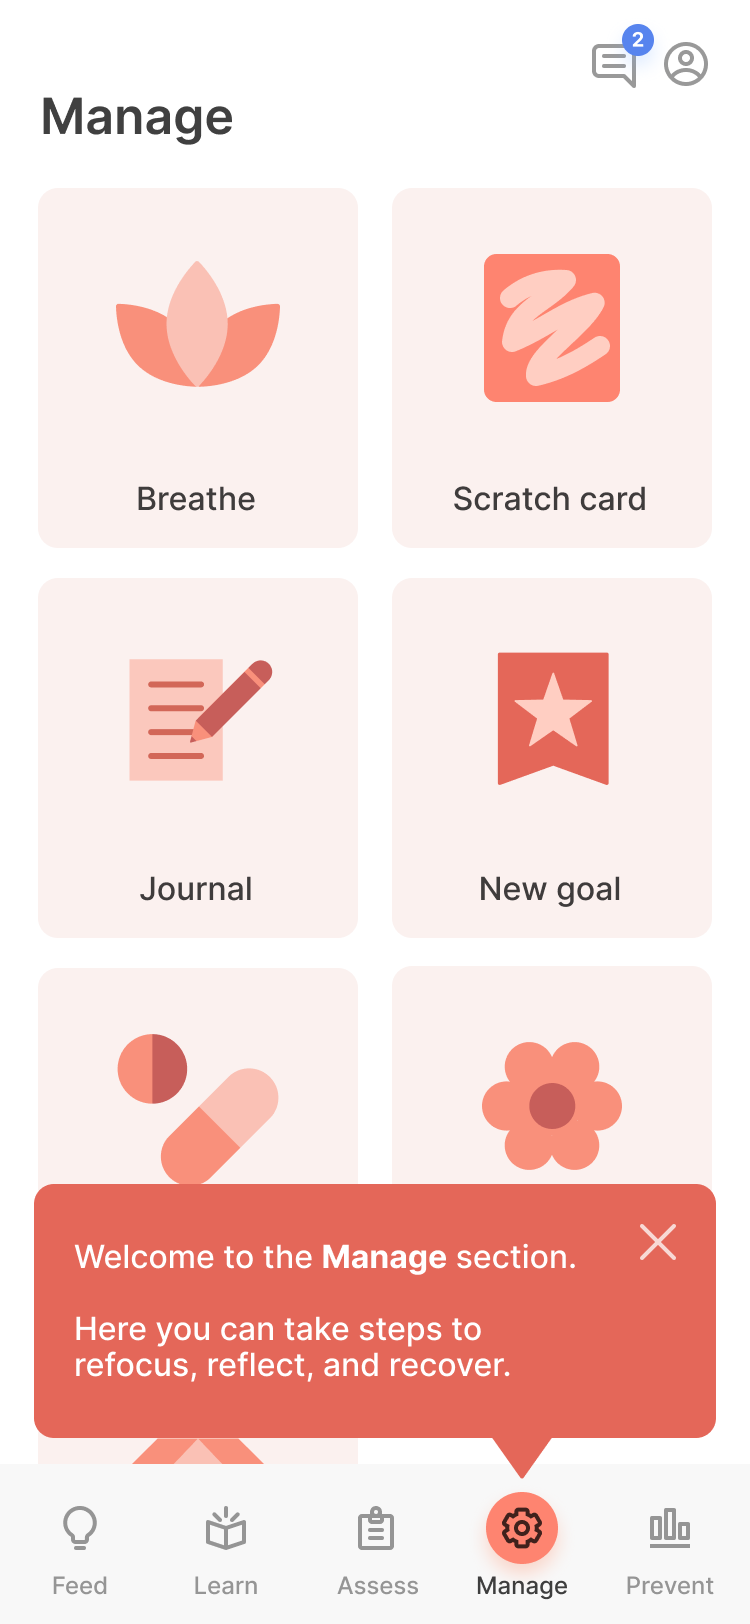 2
Manage
Breathe
Scratch card
Journal
New goal
Welcome to the Manage section.
Here you can take steps to
refocus, reflect, and recover.
Feed
Learn
Assess
Manage
Prevent